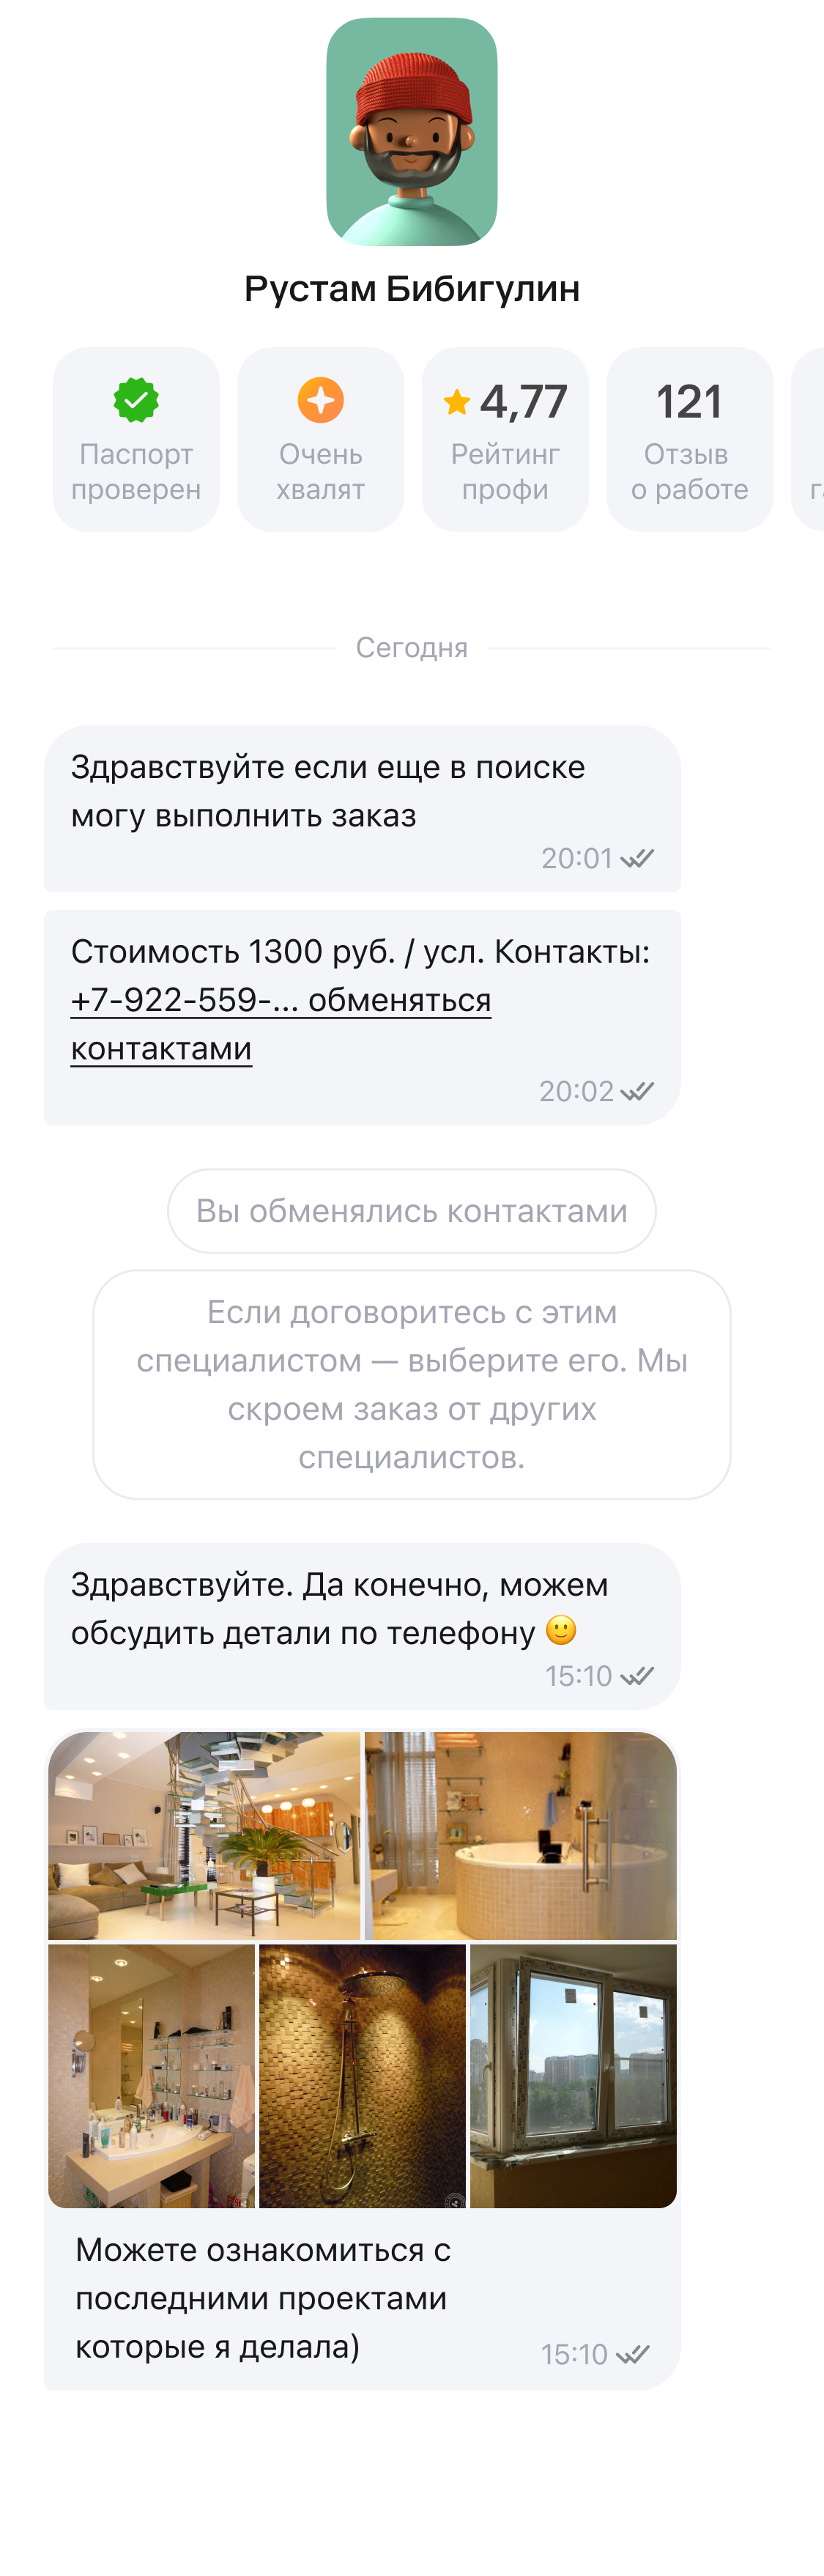 Рустам Бибигулин
Паспорт
проверен
Очень
хвалят
4,77
Рейтинг
профи
121
Отзыв
о работе
Сегодня
Здравствуйте если еще в поиске
могу выполнить заказ
20:01
Стоимость 1300 руб. / усл. Контакты:
+7-922-559-... обменяться
контактами
20:02
Вы обменялись контактами
Если договоритесь с этим
специалистом — выберите его. Мы
скроем заказ от других
специалистов.
Здравствуйте. Да конечно, можем
обсудить детали по телефону 🙂
15:10
Можете ознакомиться с
последними проектами
которые я делала)
15:10